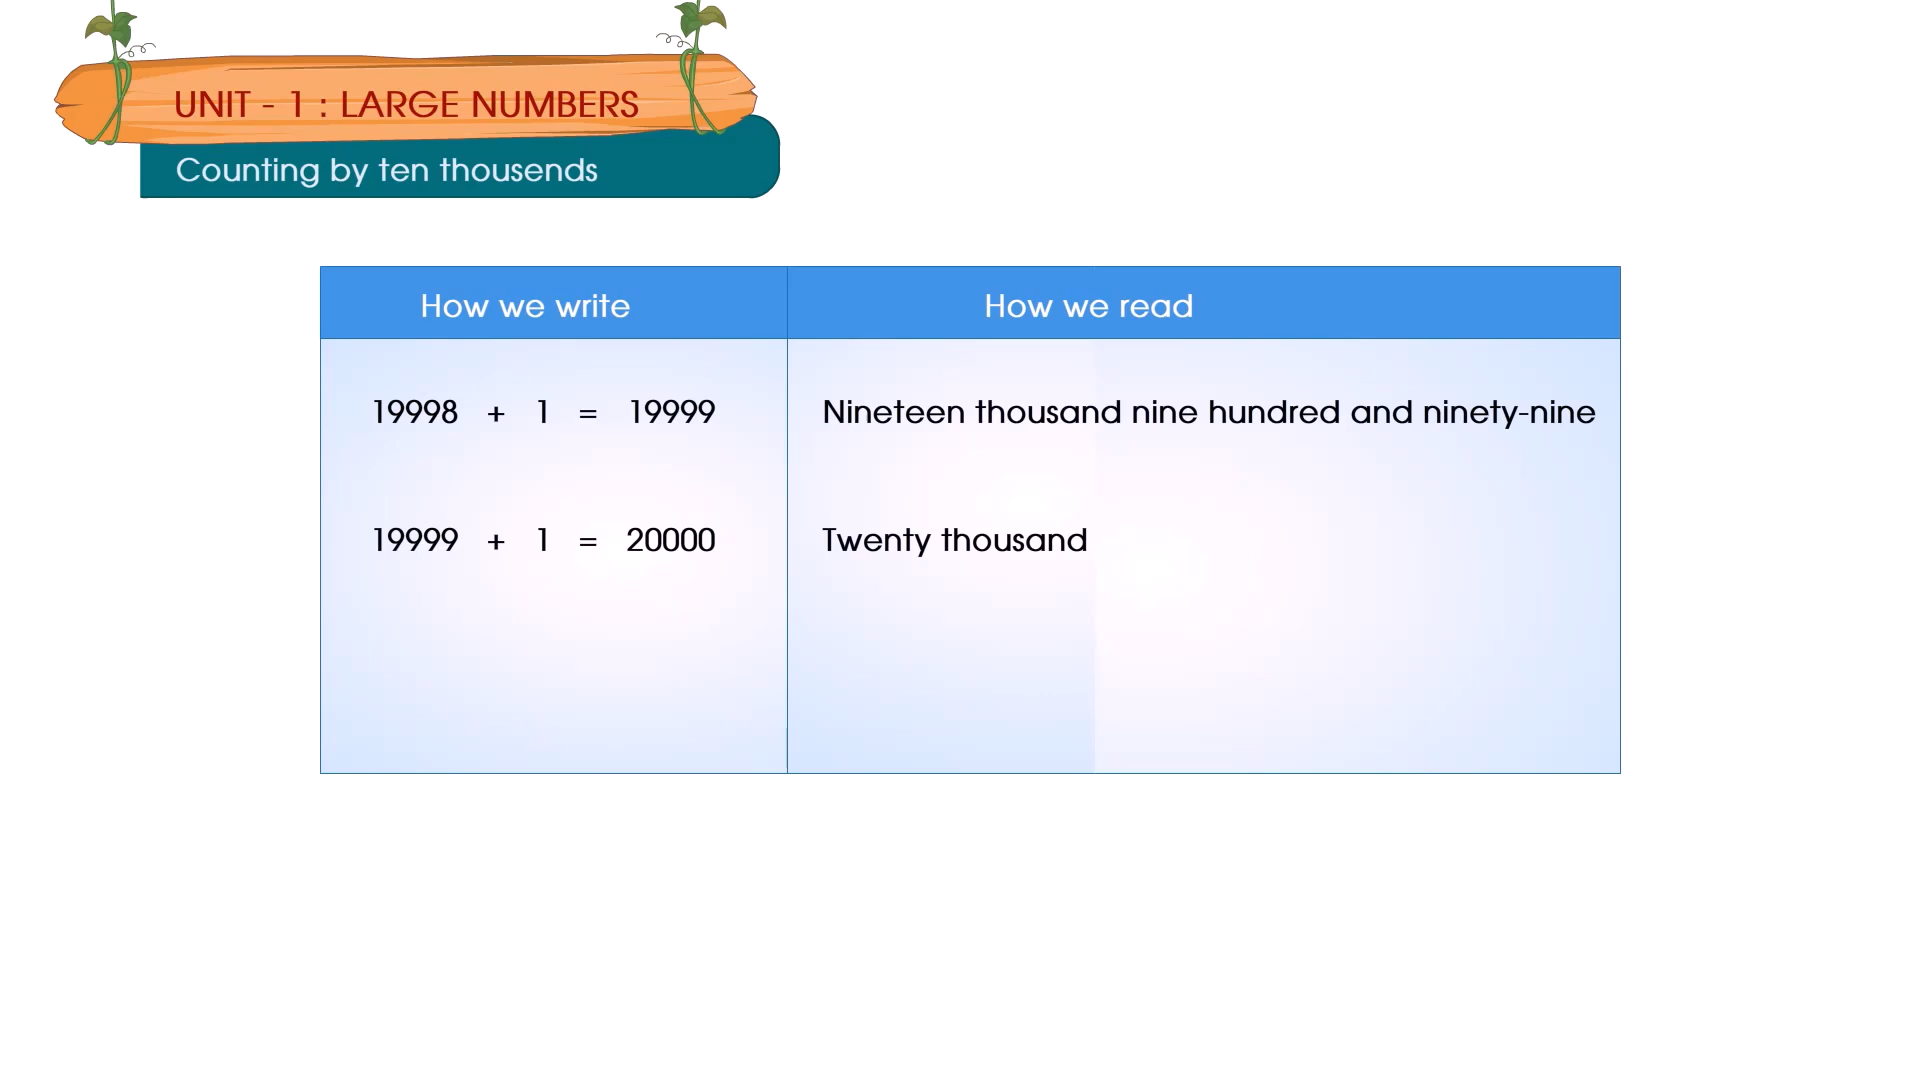 UNIT - 1 : LARGE NUMBERS
Counting by ten thousends
How we write How we read
19998 + 1 = 19999 Nineteen thousand nine hundred and ninety-nine
19999 + 1 = 20000 Twenty thousand